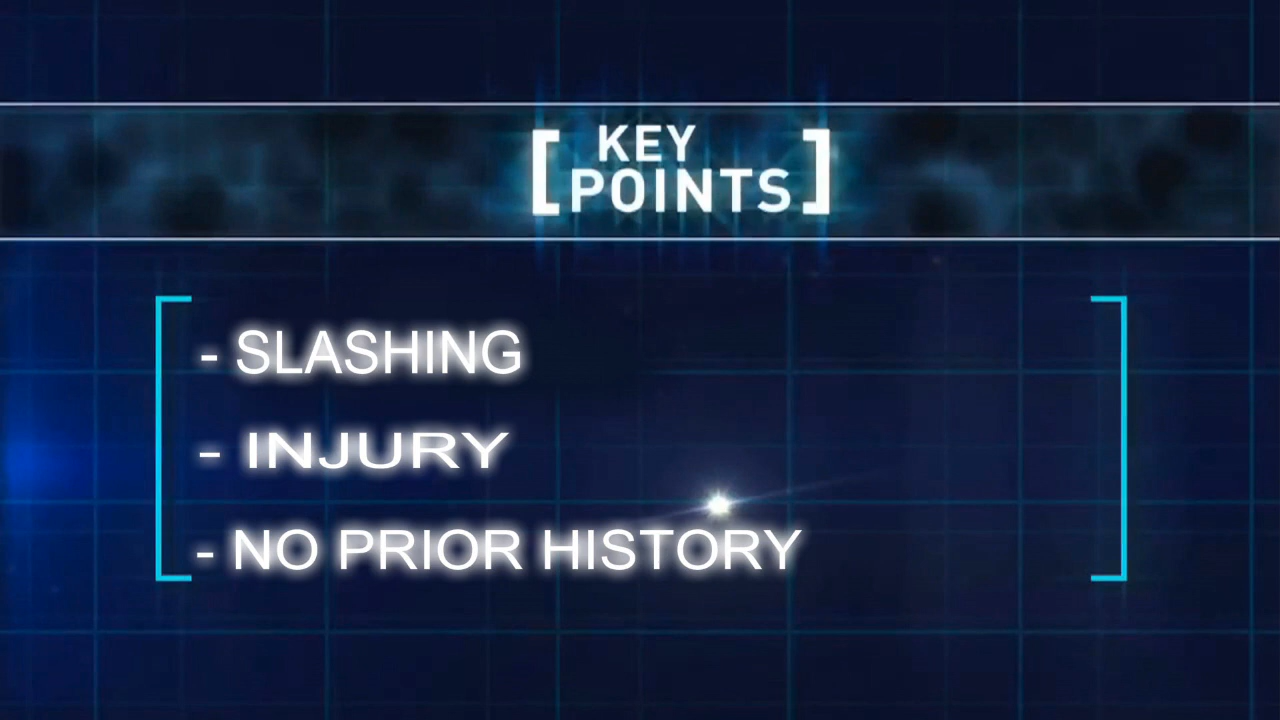 [ KEY
POINTS ]
- SLASHING
- INJURY
- NO PRIOR HISTORY